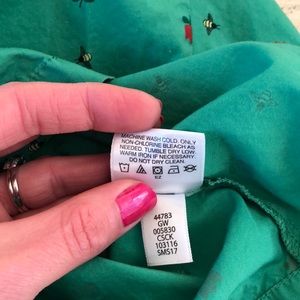 MACHINE WASH COLD. ONLY
NON-CHLORINE BLEACH AS
NEEDED. TUMBLE DRY LOW.
WARM IRON IF NECESSARY.
DO NOT DRY CLEAN.
EZ
44783
GW
005830
CSCK
103116
SM517